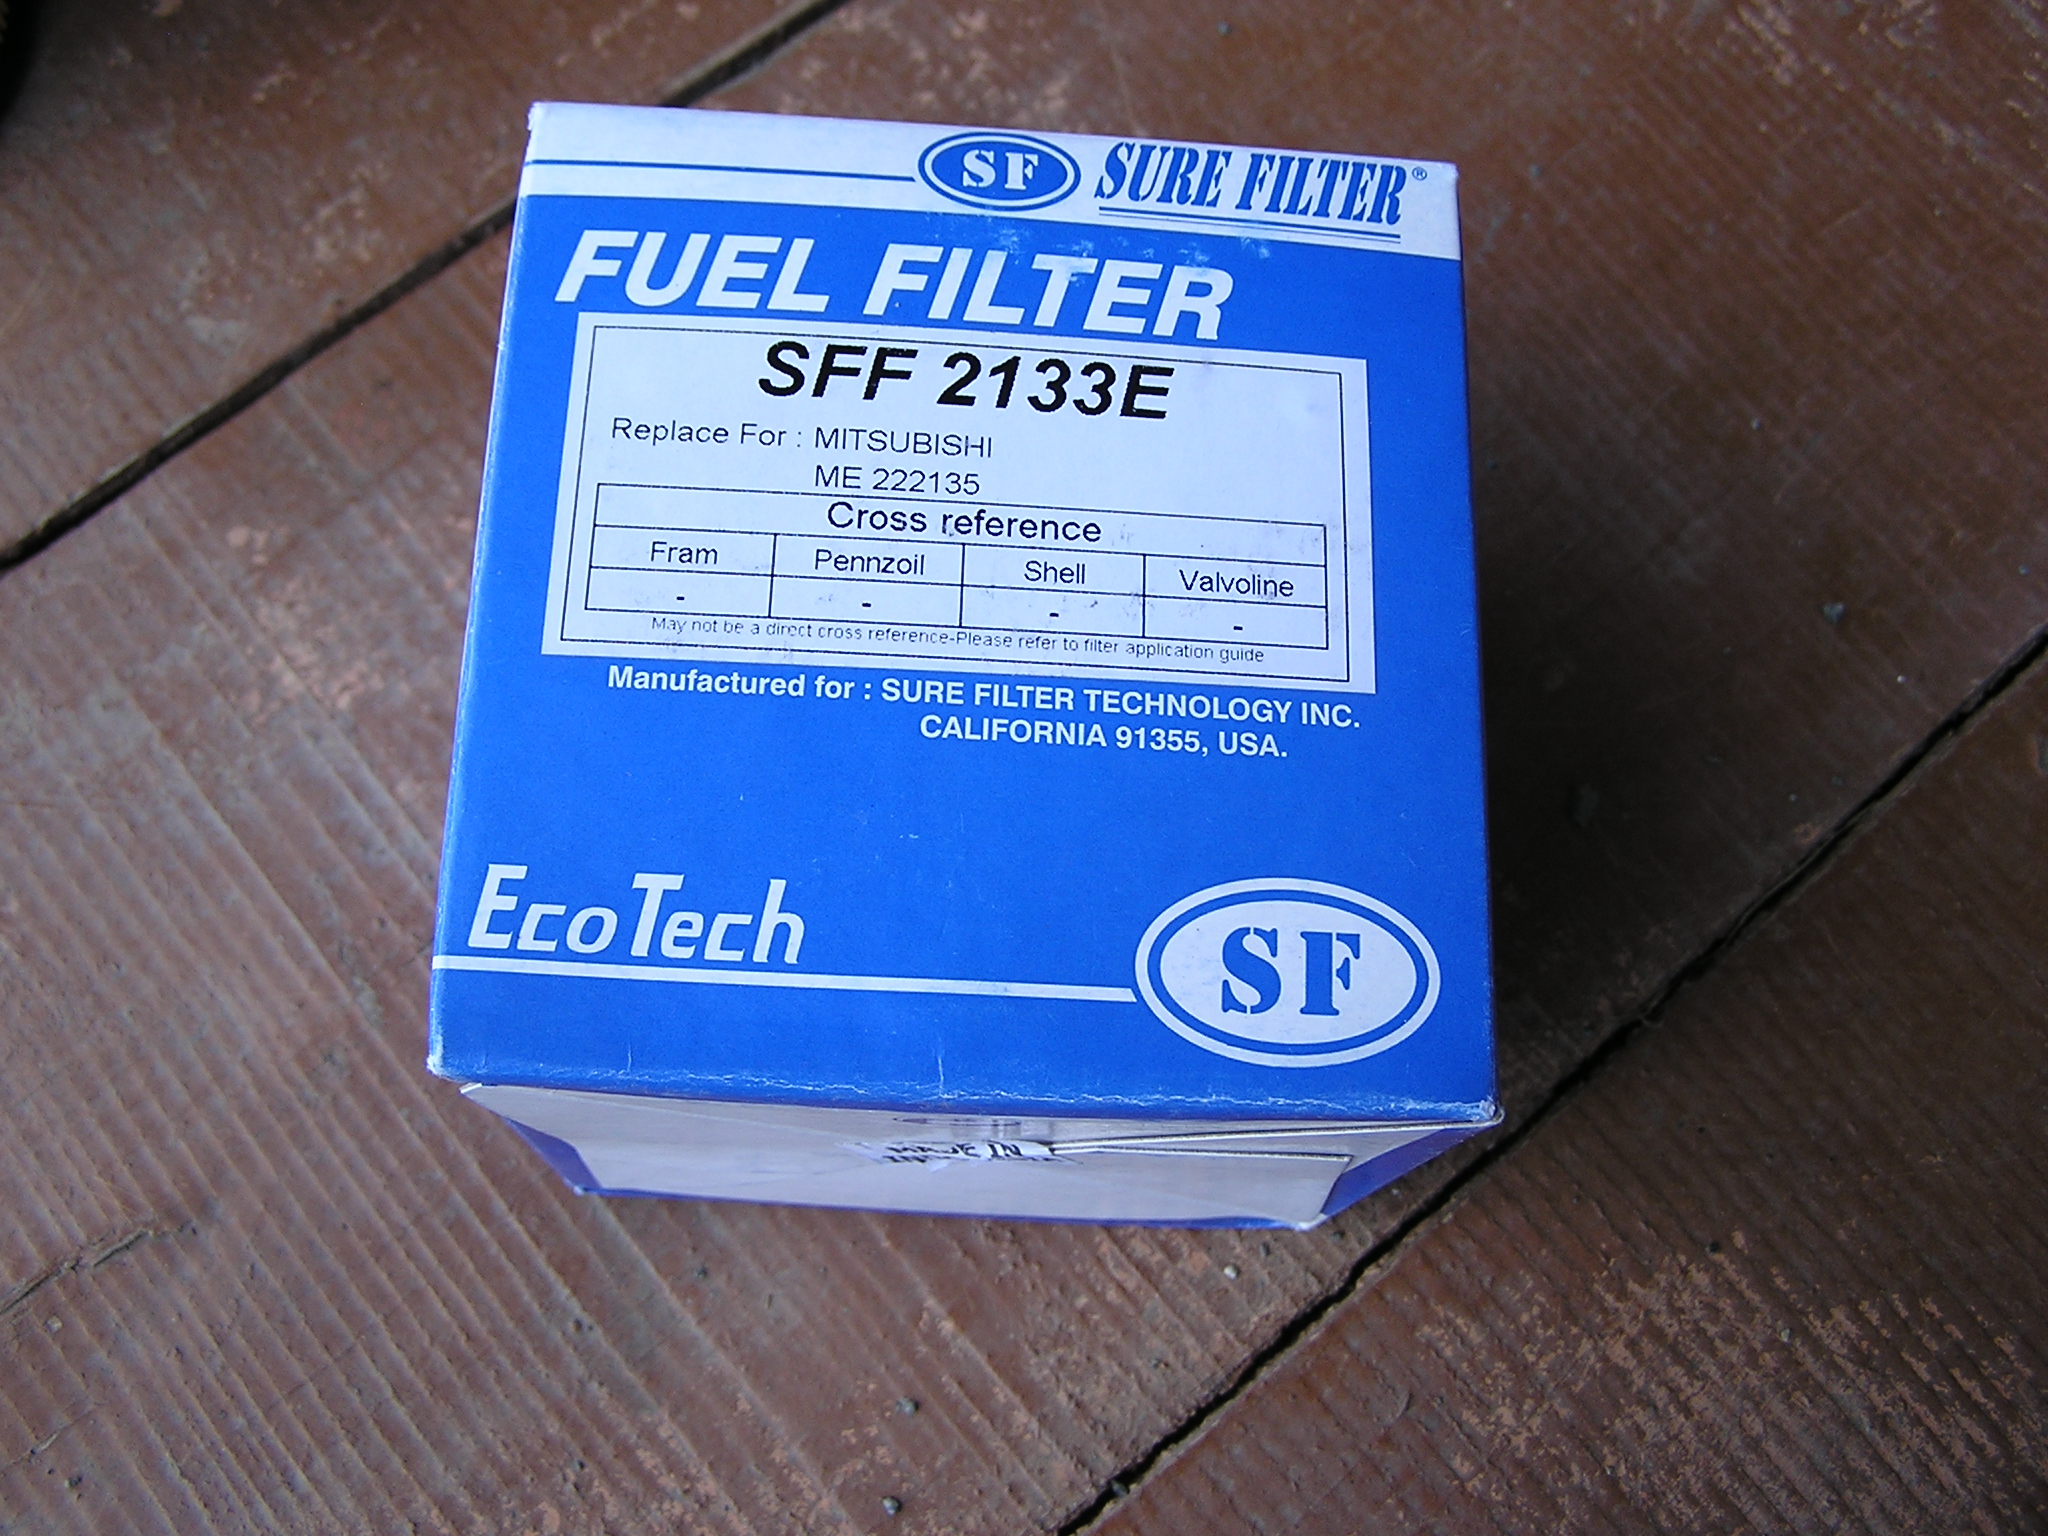 SF SURE FILTER®
FUEL FILTER
SFF 2133E
Replace For : MITSUBISHI
ME 222135
Cross reference
Fram Pennzoil Shell Valvoline
- - - -
May not be a direct cross reference-Please refer to filter application guide
Manufactured for : SURE FILTER TECHNOLOGY INC.
CALIFORNIA 91355, USA.
EcoTech
SF
MADE IN